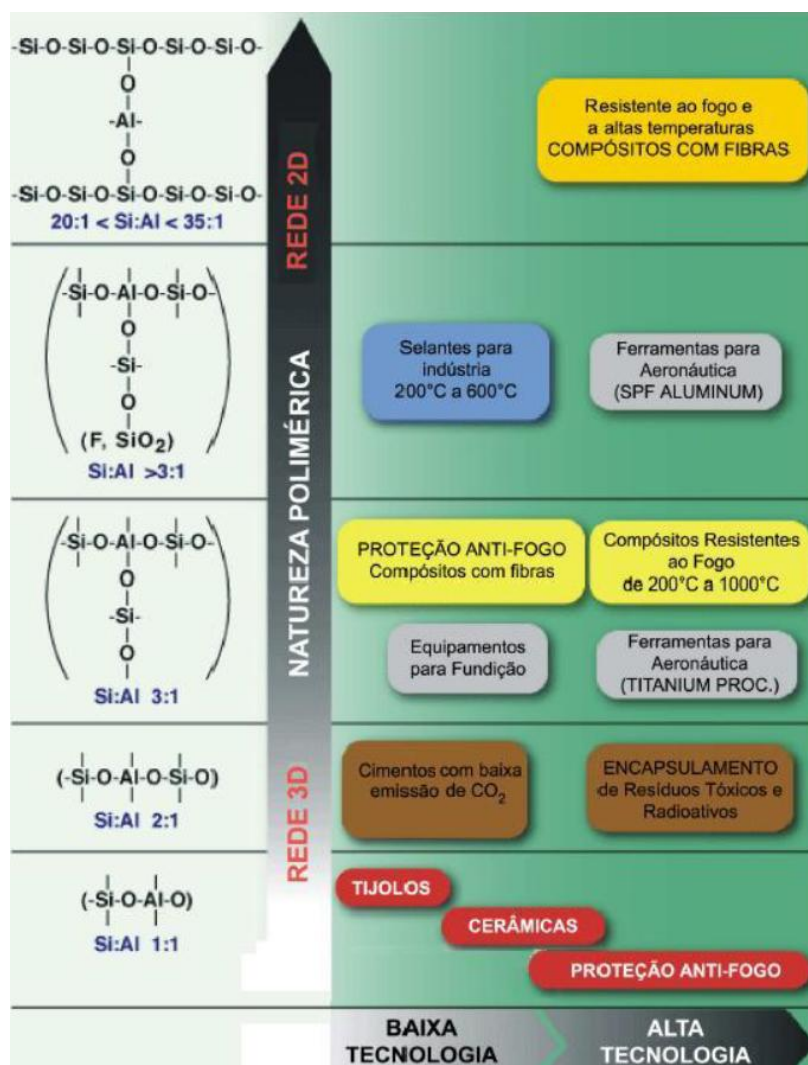 -Si-O-Si-O-Si-O-Si-O-Si-O-
O
-Al-
O
-Si-O-Si-O-Si-O-Si-O-Si-O-
20:1 < Si:Al < 35:1
REDE 2D
Resistente ao fogo e
a altas temperaturas
COMPÓSITOS COM FIBRAS
-Si-O-Al-O-Si-O-
O
-Si-
O
(F, SiO₂)
Si:Al >3:1
NATUREZA POLIMÉRICA
Selantes para
indústria
200°C a 600°C
Ferramentas para
Aeronáutica
(SPF ALUMINUM)
-Si-O-Al-O-Si-O-
O
-Si-
O
Si:Al 3:1
PROTEÇÃO ANTI-FOGO
Compósitos com fibras
Compósitos Resistentes
ao Fogo
de 200°C a 1000°C
Equipamentos
para Fundição
Ferramentas para
Aeronáutica
(TITANIUM PROC.)
(-Si-O-Al-O-Si-O)
Si:Al 2:1
REDE 3D
Cimentos com baixa
emissão de CO₂
ENCAPSULAMENTO
de Resíduos Tóxicos e
Radioativos
(-Si-O-Al-O)
Si:Al 1:1
TIJOLOS
CERÂMICAS
PROTEÇÃO ANTI-FOGO
BAIXA
TECNOLOGIA
ALTA
TECNOLOGIA